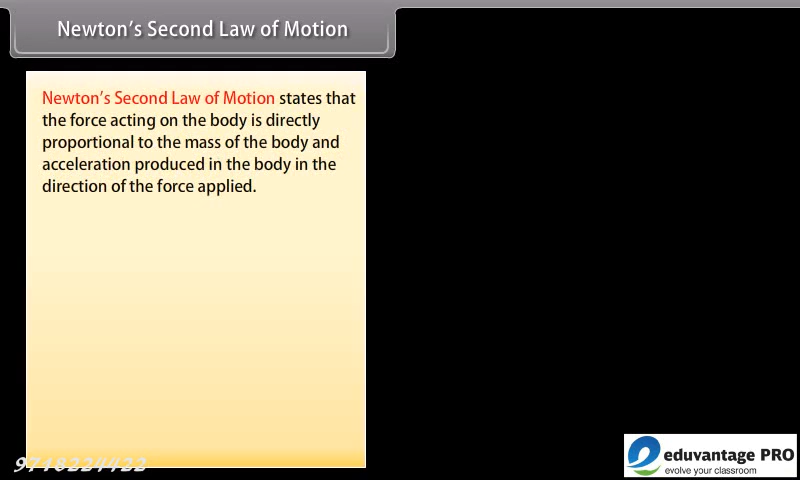 Newton's Second Law of Motion
Newton's Second Law of Motion states that
the force acting on the body is directly
proportional to the mass of the body and
acceleration produced in the body in the
direction of the force applied.
9718224422
eduvantage PRO
evolve your classroom